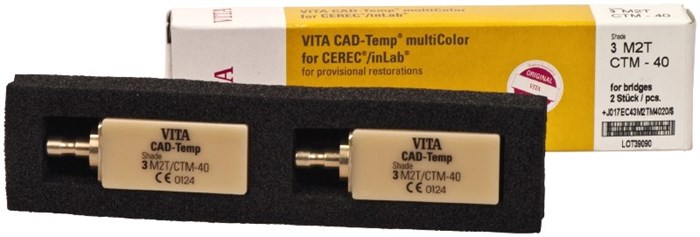 VITA CAD-Temp® multiColor
for CEREC®/inLab®
for provisional restorations
ORIGINAL
Shade
3 M2T
CTM - 40
for bridges
2 Stück / pcs.
+J017EC43M2TM4020/$
LOT39090
VITA
CAD-Temp
Shade
3 M2T/CTM-40
CE 0124
VITA
CAD-Temp
Shade
3 M2T/CTM-40
CE 0124